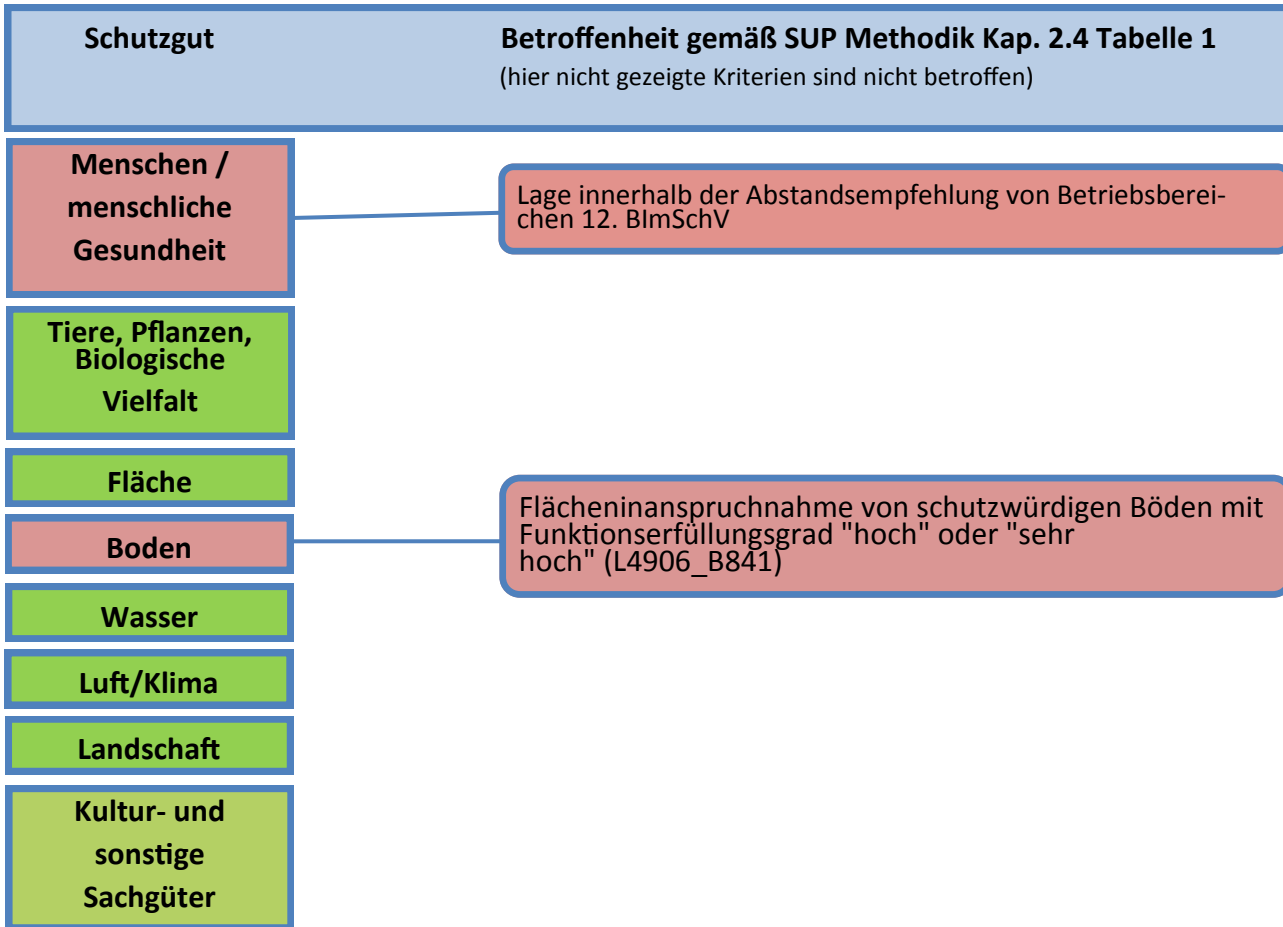 Schutzgut
Betroffenheit gemäß SUP Methodik Kap. 2.4 Tabelle 1
(hier nicht gezeigte Kriterien sind nicht betroffen)
Menschen /
menschliche
Gesundheit
Lage innerhalb der Abstandsempfehlung von Betriebsberei-
chen 12. BImSchV
Tiere, Pflanzen,
Biologische
Vielfalt
Fläche
Boden
Flächeninanspruchnahme von schutzwürdigen Böden mit
Funktionserfüllungsgrad "hoch" oder "sehr
hoch" (L4906_B841)
Wasser
Luft/Klima
Landschaft
Kultur- und
sonstige
Sachgüter